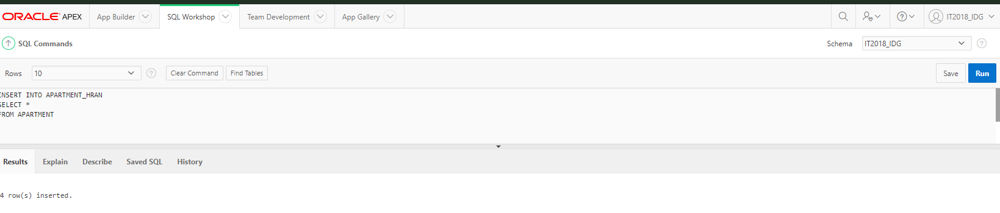 ORACLE APEX App Builder SQL Workshop Team Development App Gallery IT2018_IDG
SQL Commands Schema IT2018_IDG
Rows 10 Clear Command Find Tables Save Run
INSERT INTO APARTMENT_HRAN
SELECT *
FROM APARTMENT
Results Explain Describe Saved SQL History
4 row(s) inserted.